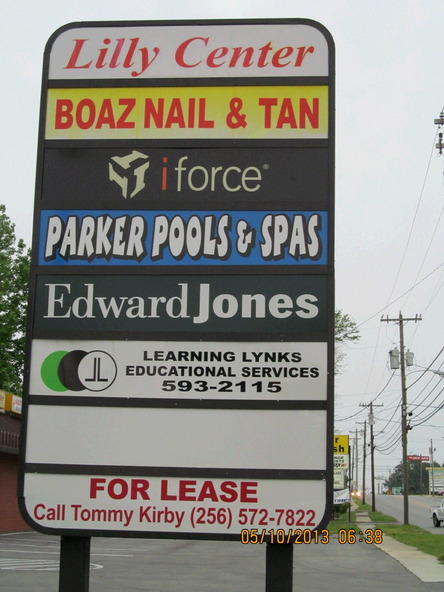 Lilly Center
BOAZ NAIL & TAN
iforce®
PARKER POOLS & SPAS
Edward Jones
LEARNING LYNKS
EDUCATIONAL SERVICES
593-2115
FOR LEASE
Call Tommy Kirby (256) 572-7822
05/10/2013 06:38